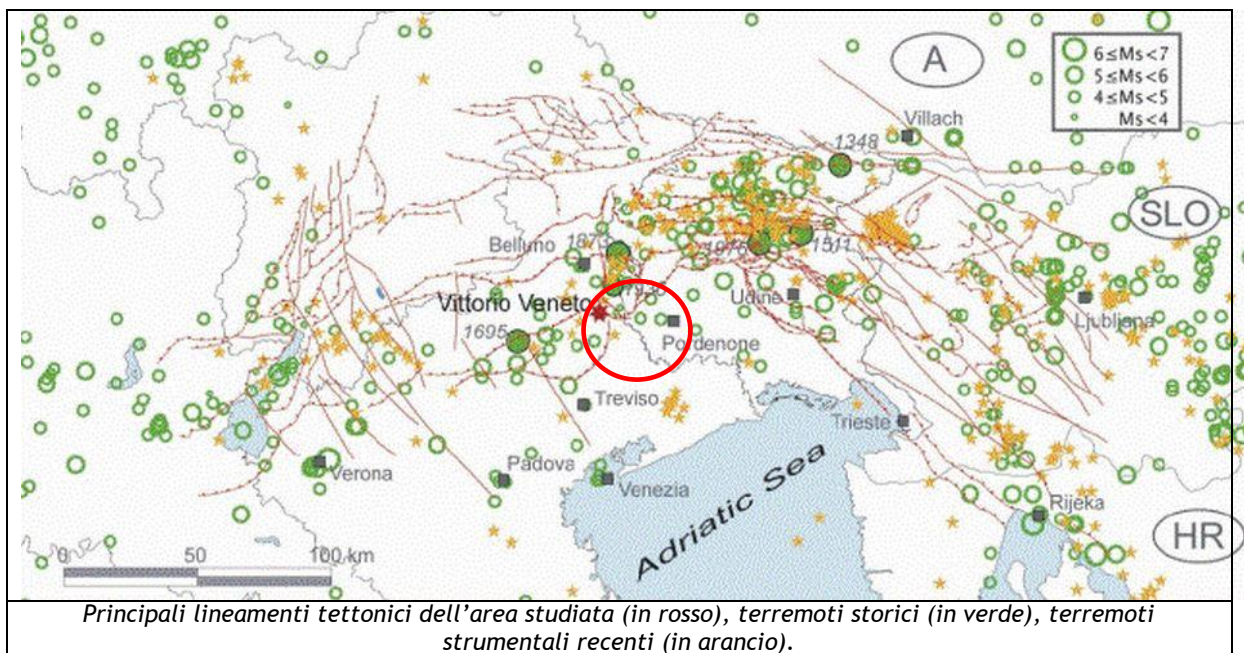 A
6≤Ms<7
5≤Ms<6
4≤Ms<5
Ms<4
Villach
1348
SLO
Belluno
1511
1976
Vittorio Veneto
Udine
Ljubljana
1695
Pordenone
Treviso
Trieste
Verona
Padova
Venezia
Adriatic Sea
Rijeka
HR
0 50 100 km
Principali lineamenti tettonici dell’area studiata (in rosso), terremoti storici (in verde), terremoti
strumentali recenti (in arancio).